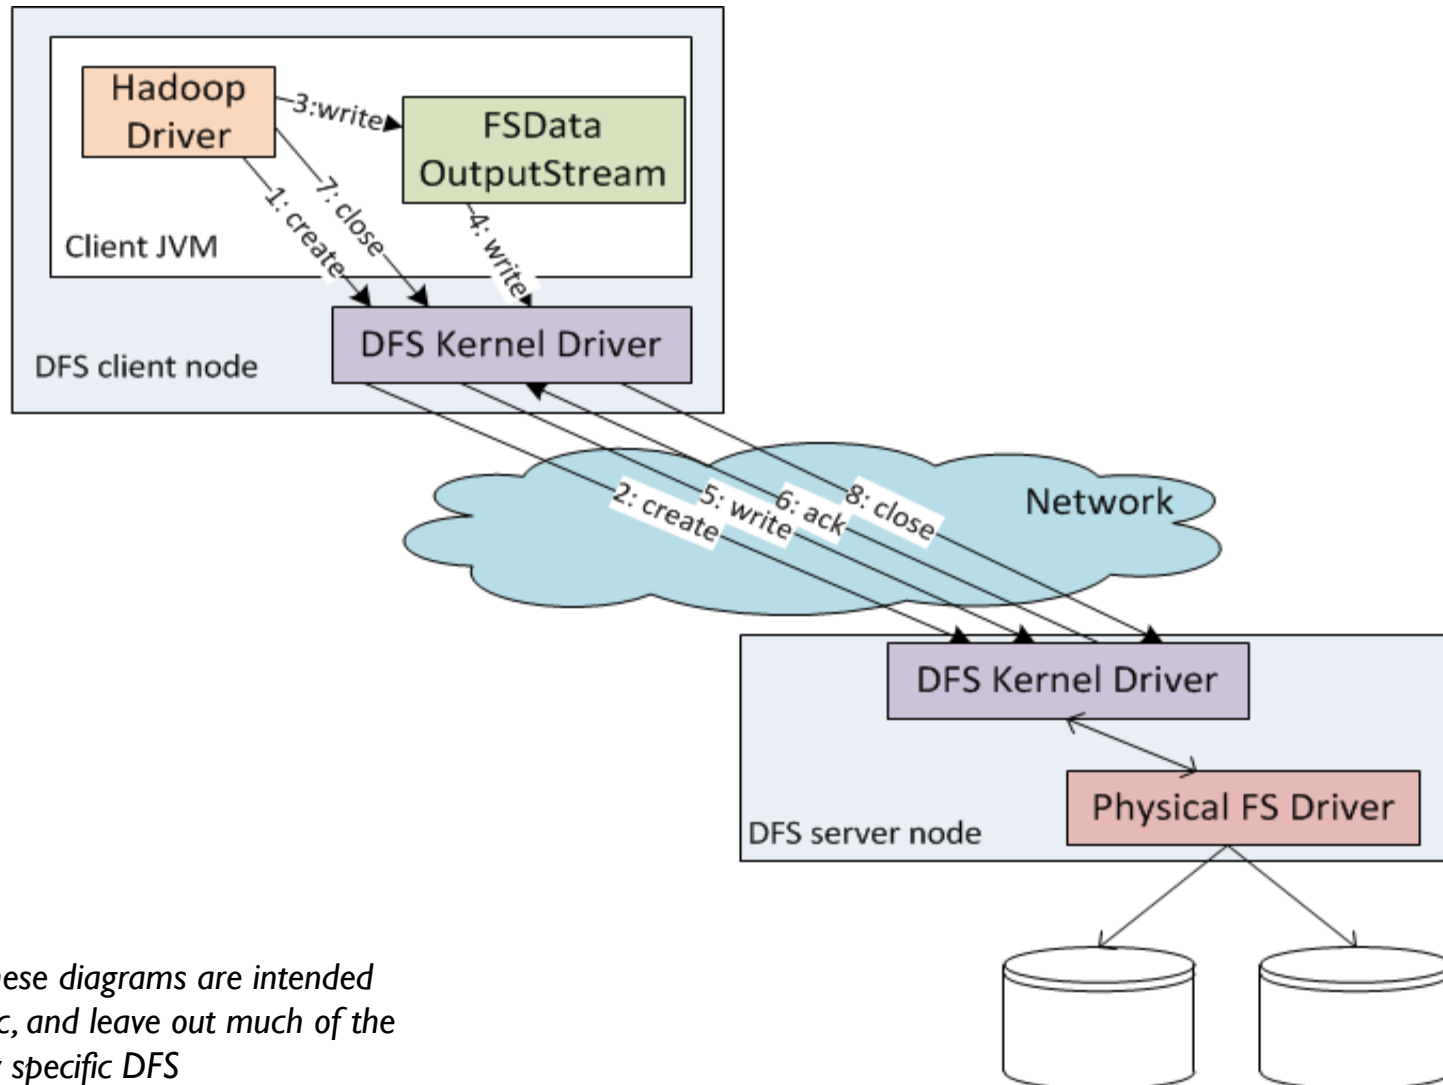 Hadoop
Driver
3:write
FSData
OutputStream
1: create
7: close
4: write
Client JVM
DFS Kernel Driver
DFS client node
Network
2: create
5: write
6: ack
8: close
DFS Kernel Driver
Physical FS Driver
DFS server node
diagrams are intended
and leave out much of the
specific DFS